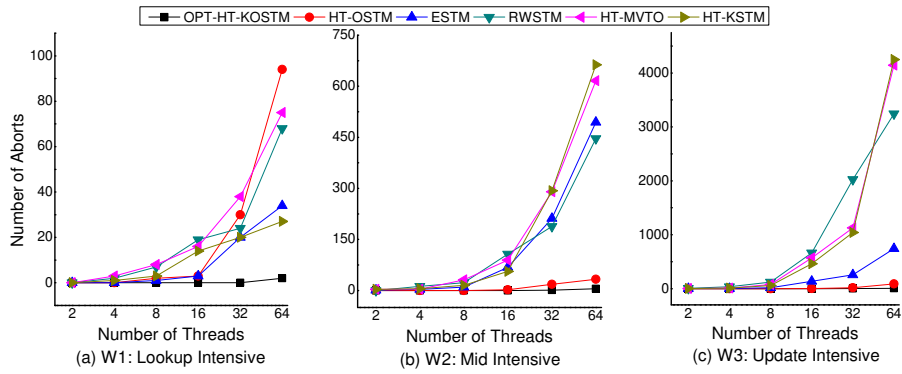 OPT-HT-KOSTM HT-OSTM ESTM RWSTM HT-MVTO HT-KSTM
Number of Aborts
100
80
60
40
20
0
2 4 8 16 32 64
Number of Threads
(a) W1: Lookup Intensive
750
600
450
300
150
0
2 4 8 16 32 64
Number of Threads
(b) W2: Mid Intensive
4000
3000
2000
1000
0
2 4 8 16 32 64
Number of Threads
(c) W3: Update Intensive